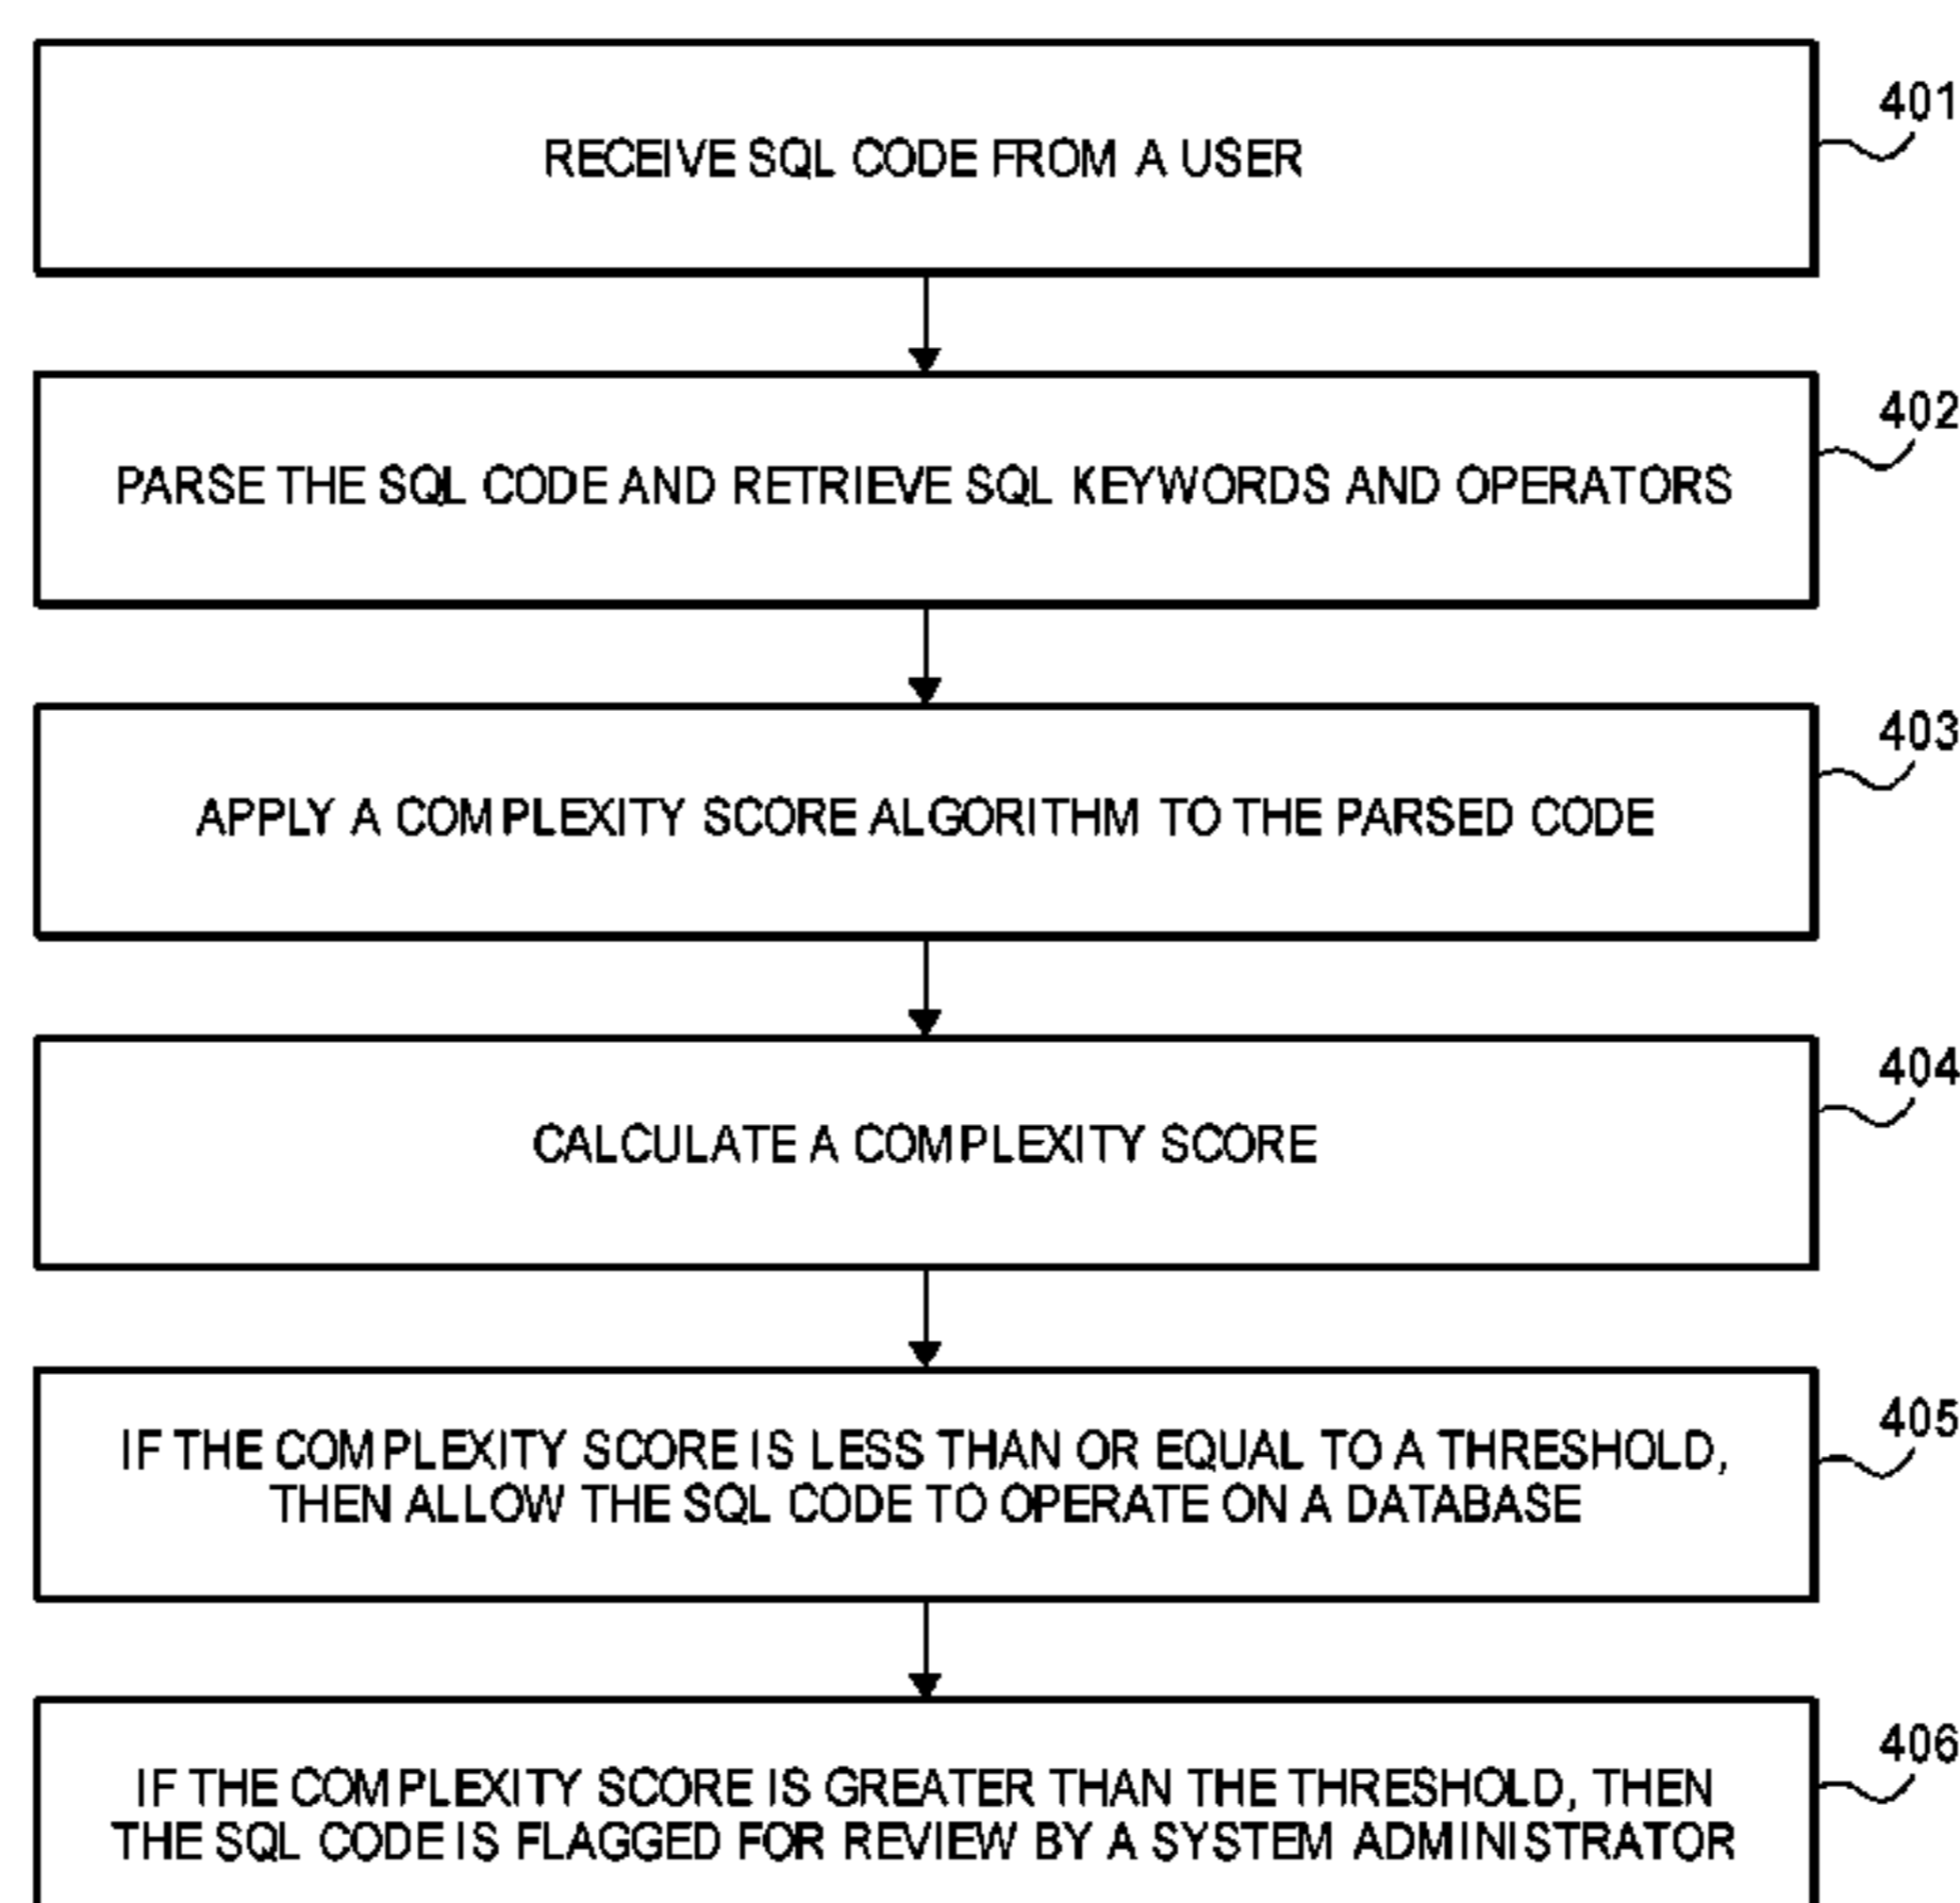 RECEIVE SQL CODE FROM A USER
401
PARSE THE SQL CODE AND RETRIEVE SQL KEYWORDS AND OPERATORS
402
APPLY A COMPLEXITY SCORE ALGORITHM TO THE PARSED CODE
403
CALCULATE A COMPLEXITY SCORE
404
IF THE COMPLEXITY SCORE IS LESS THAN OR EQUAL TO A THRESHOLD,
THEN ALLOW THE SQL CODE TO OPERATE ON A DATABASE
405
IF THE COMPLEXITY SCORE IS GREATER THAN THE THRESHOLD, THEN
THE SQL CODE IS FLAGGED FOR REVIEW BY A SYSTEM ADMINISTRATOR
406